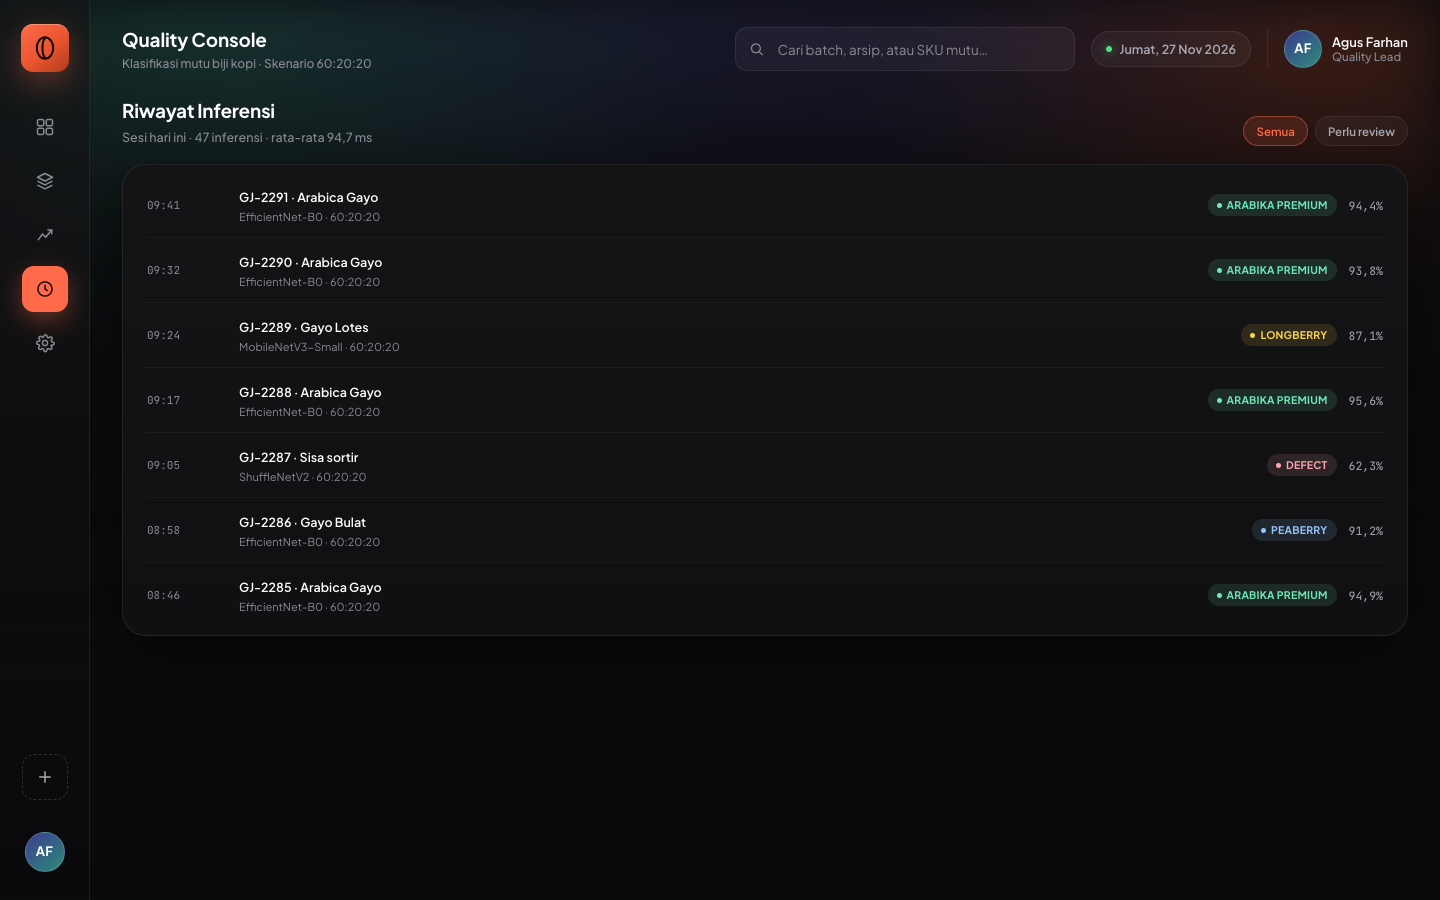 Quality Console
Klasifikasi mutu biji kopi · Skenario 60:20:20
Cari batch, arsip, atau SKU mutu...
Jumat, 27 Nov 2026
AF
Agus Farhan
Quality Lead
Riwayat Inferensi
Sesi hari ini · 47 inferensi · rata-rata 94,7 ms
Semua
Perlu review
09:41
GJ-2291 · Arabica Gayo
EfficientNet-B0 · 60:20:20
ARABIKA PREMIUM
94,4%
09:32
GJ-2290 · Arabica Gayo
EfficientNet-B0 · 60:20:20
ARABIKA PREMIUM
93,8%
09:24
GJ-2289 · Gayo Lotes
MobileNetV3-Small · 60:20:20
LONGBERRY
87,1%
09:17
GJ-2288 · Arabica Gayo
EfficientNet-B0 · 60:20:20
ARABIKA PREMIUM
95,6%
09:05
GJ-2287 · Sisa sortir
ShuffleNetV2 · 60:20:20
DEFECT
62,3%
08:58
GJ-2286 · Gayo Bulat
EfficientNet-B0 · 60:20:20
PEABERRY
91,2%
08:46
GJ-2285 · Arabica Gayo
EfficientNet-B0 · 60:20:20
ARABIKA PREMIUM
94,9%
AF